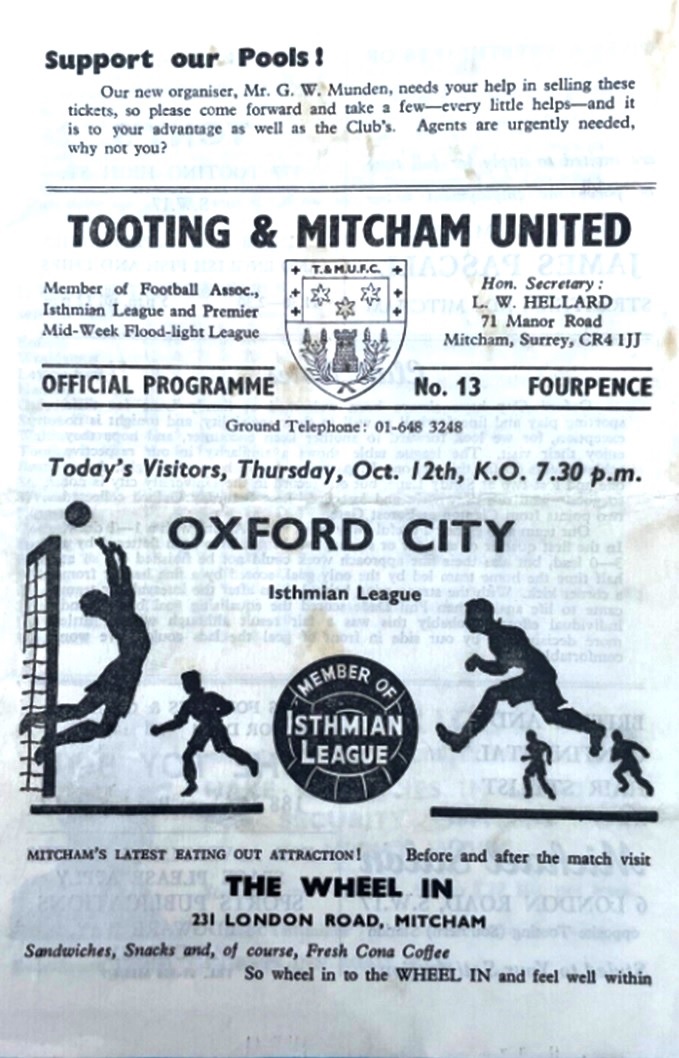 Support our Pools!
Our new organiser, Mr. G. W. Munden, needs your help in selling these
tickets, so please come forward and take a few—every little helps—and it
is to your advantage as well as the Club's. Agents are urgently needed,
why not you?
TOOTING & MITCHAM UNITED
Member of Football Assoc.,
Isthmian League and Premier
Mid-Week Flood-light League
T. & M.U.F.C.
Hon. Secretary:
L. W. HELLARD
71 Manor Road
Mitcham, Surrey, CR4 1JJ
OFFICIAL PROGRAMME No. 13 FOURPENCE
Ground Telephone: 01-648 3248
Today's Visitors, Thursday, Oct. 12th, K.O. 7.30 p.m.
OXFORD CITY
Isthmian League
MEMBER OF
ISTHMIAN
LEAGUE
MITCHAM'S LATEST EATING OUT ATTRACTION! Before and after the match visit
THE WHEEL IN
231 LONDON ROAD, MITCHAM
Sandwiches, Snacks and, of course, Fresh Cona Coffee
So wheel in to the WHEEL IN and feel well within